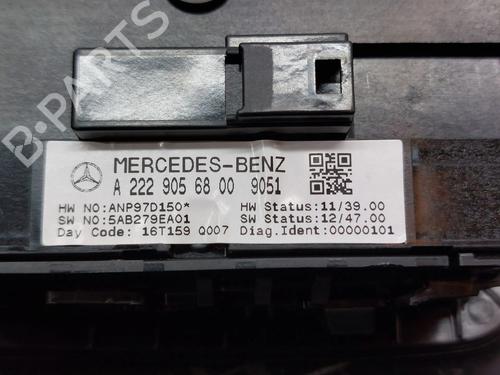 B-PARTS
MERCEDES-BENZ
A 222 905 68 00 9051
HW NO:ANP97D150* HW Status:11/39.00
SW NO:5AB279EA01 SW Status:12/47.00
Day Code: 16T159 Q007 Diag.Ident:00000101